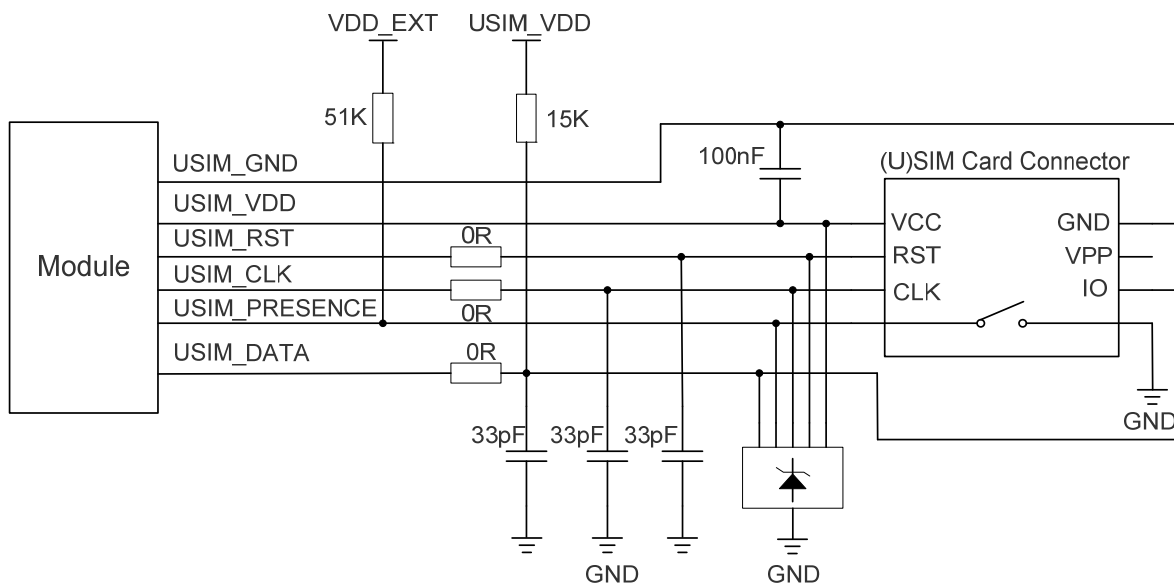 VDD_EXT USIM_VDD
51K 15K
USIM_GND
100nF
(U)SIM Card Connector
USIM_VDD
VCC GND
USIM_RST 0R
RST VPP
Module
USIM_CLK
CLK IO
USIM_PRESENCE 0R
USIM_DATA 0R
GND
33pF 33pF 33pF
GND GND